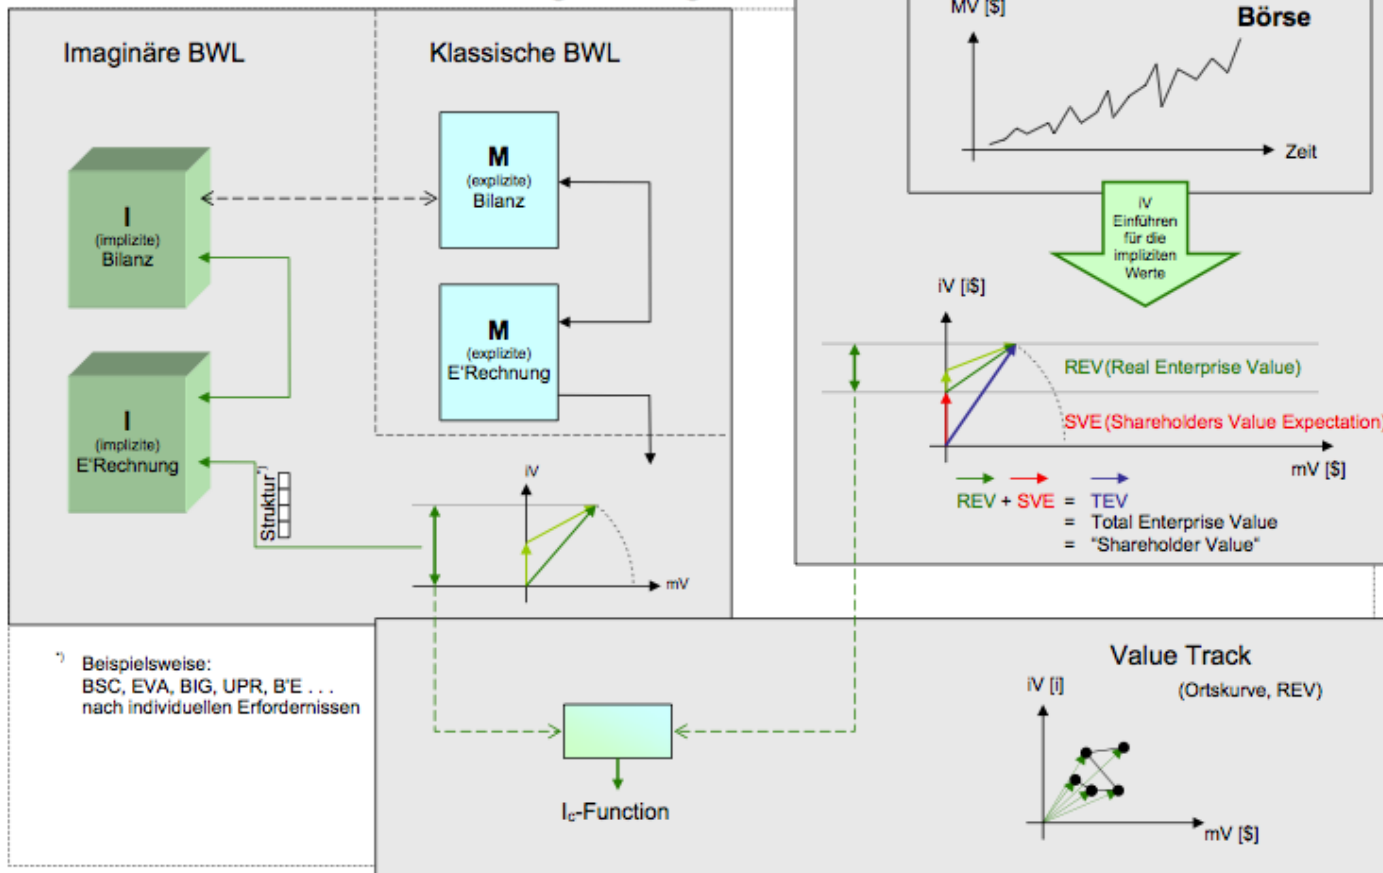 Imaginäre BWL
Klassische BWL
I
(implizite)
Bilanz
I
(implizite)
E'Rechnung
M
(explizite)
Bilanz
M
(explizite)
E'Rechnung
Struktur*)
iV
mV
*) Beispielsweise:
BSC, EVA, BIG, UPR, B'E . . .
nach individuellen Erfordernissen
MV [$]
Börse
Zeit
iV
Einführen
für die
impliziten
Werte
iV [i$]
REV (Real Enterprise Value)
SVE (Shareholders Value Expectation)
mV [$]
REV + SVE = TEV
= Total Enterprise Value
= "Shareholder Value"
Ic-Function
Value Track
(Ortskurve, REV)
iV [i]
mV [$]